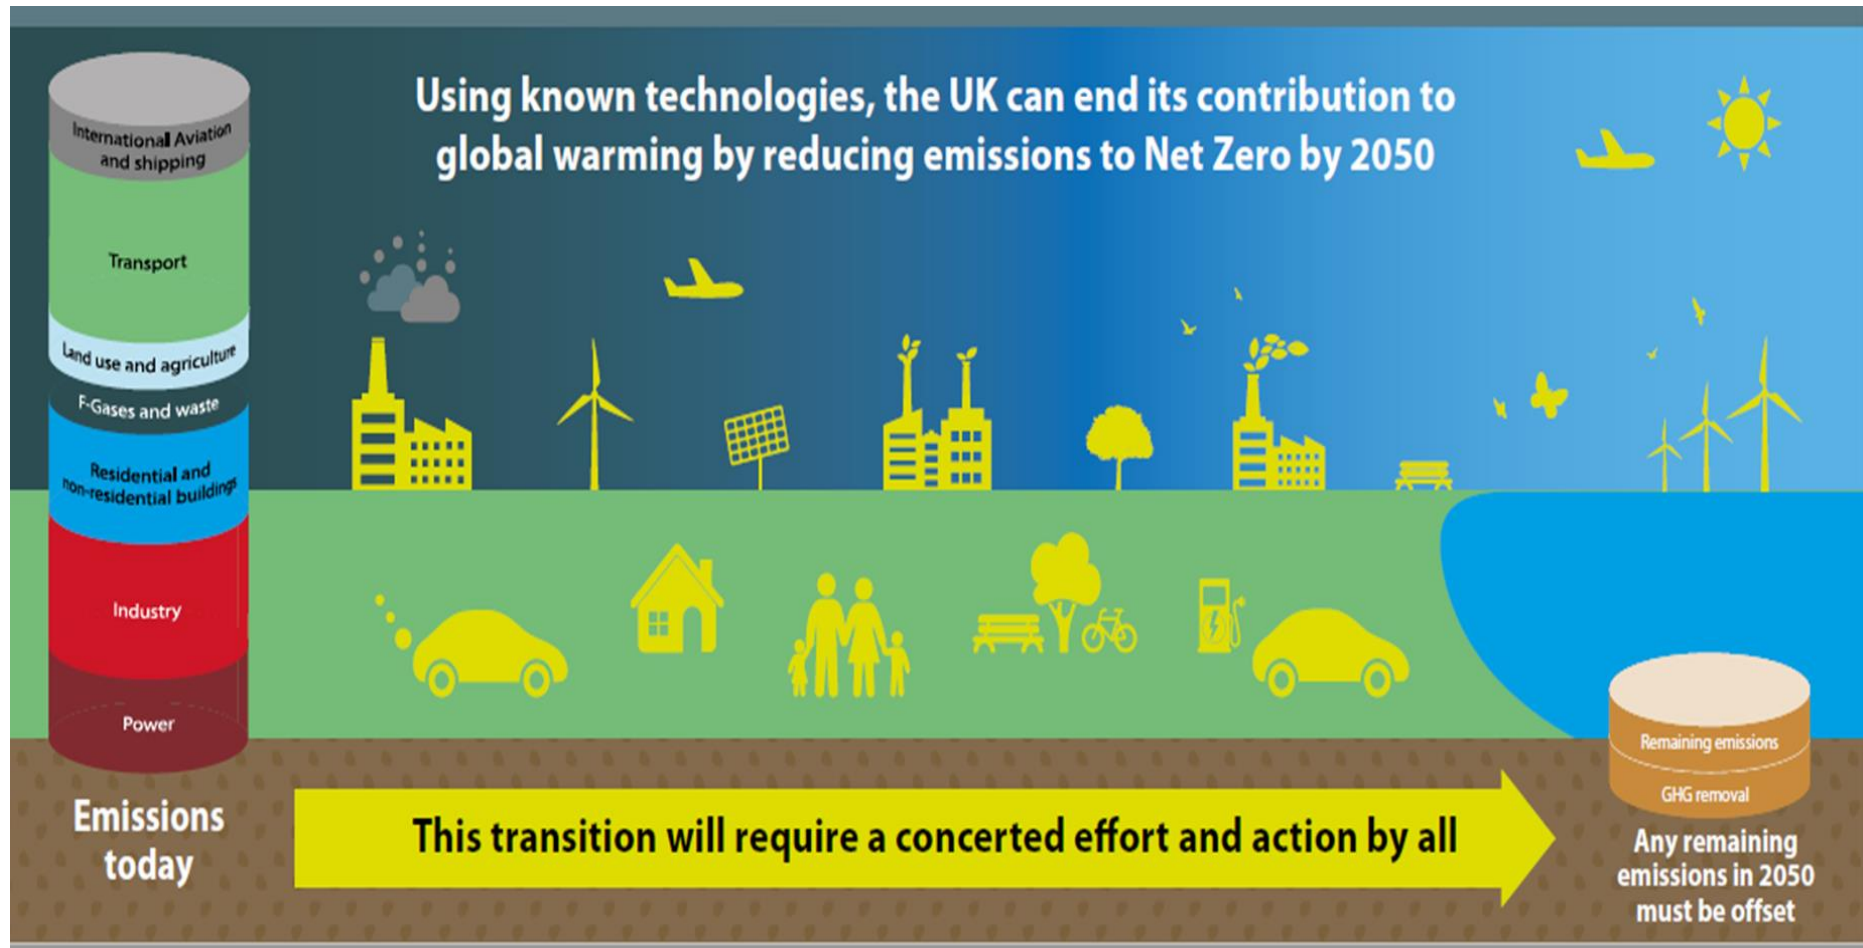 Using known technologies, the UK can end its contribution to
global warming by reducing emissions to Net Zero by 2050
International Aviation
and shipping
Transport
Land use and agriculture
F-Gases and waste
Residential and
non-residential buildings
Industry
Power
Emissions
today
This transition will require a concerted effort and action by all
Remaining emissions
GHG removal
Any remaining
emissions in 2050
must be offset